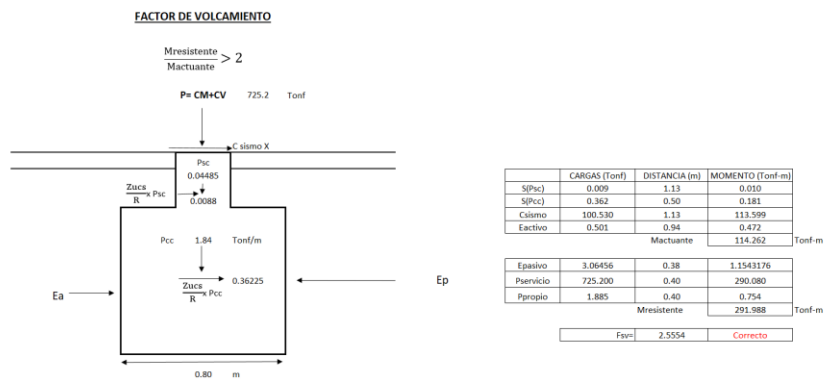 FACTOR DE VOLCAMIENTO
Mresistente
Mactuante
> 2
P= CM+CV 725.2 Tonf
C sismo X
Psc
0.04485
Zucs
R
x Psc
0.0088
Pcc 1.84 Tonf/m
Zucs
R
x Pcc
0.36225
Ea
Ep
0.80 m
CARGAS (Tonf) DISTANCIA (m) MOMENTO (Tonf-m)
S(Psc) 0.009 1.13 0.010
S(Pcc) 0.362 0.50 0.181
Csismo 100.530 1.13 113.599
Eactivo 0.501 0.94 0.472
Mactuante 114.262 Tonf-m
Epasivo 3.06456 0.38 1.1543176
Pservicio 725.200 0.40 290.080
Ppropio 1.885 0.40 0.754
Mresistente 291.988 Tonf-m
Fsv= 2.5554 Correcto